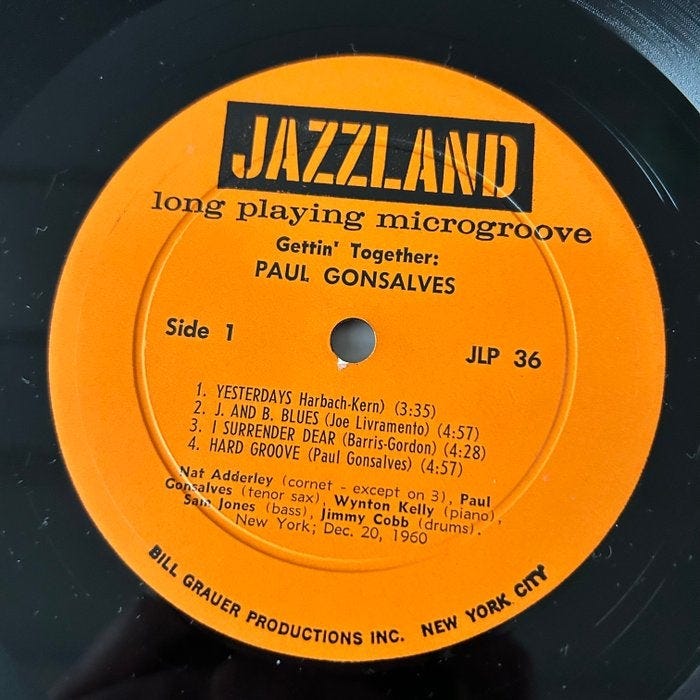 JAZZLAND
long playing microgroove
Gettin' Together:
PAUL GONSALVES
Side 1
JLP 36
1. YESTERDAYS Harbach-Kern) (3:35)
2. J. AND B. BLUES (Joe Livramento) (4:57)
3. I SURRENDER DEAR (Barris-Gordon) (4:28)
4. HARD GROOVE (Paul Gonsalves) (4:57)
Nat Adderley (cornet - except on 3), Paul
Gonsalves (tenor sax), Wynton Kelly (piano),
Sam Jones (bass), Jimmy Cobb (drums).
New York; Dec. 20, 1960
BILL GRAUER PRODUCTIONS INC. NEW YORK CITY